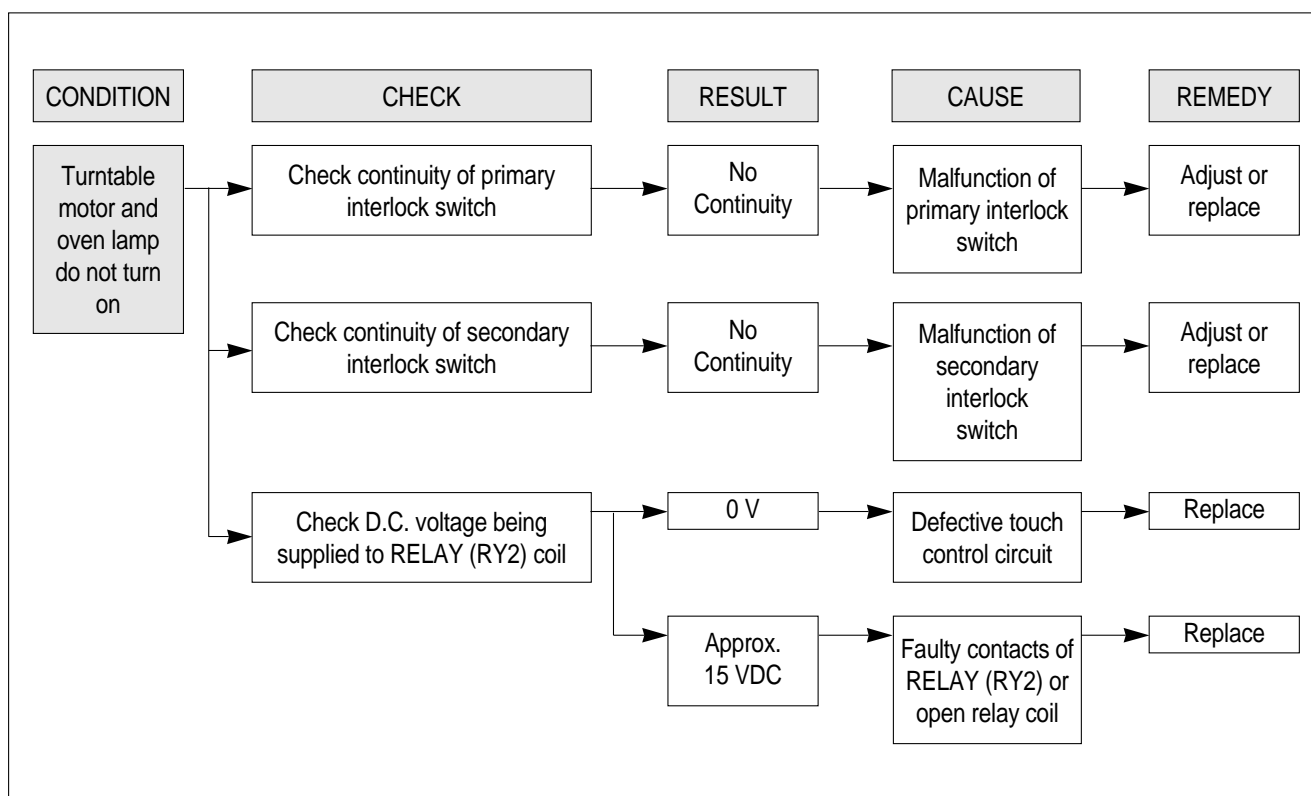 CONDITION
CHECK
RESULT
CAUSE
REMEDY
Turntable
motor and
oven lamp
do not turn
on
Check continuity of primary
interlock switch
No
Continuity
Malfunction of
primary interlock
switch
Adjust or
replace
Check continuity of secondary
interlock switch
No
Continuity
Malfunction of
secondary
interlock
switch
Adjust or
replace
Check D.C. voltage being
supplied to RELAY (RY2) coil
0 V
Defective touch
control circuit
Replace
Approx.
15 VDC
Faulty contacts of
RELAY (RY2) or
open relay coil
Replace